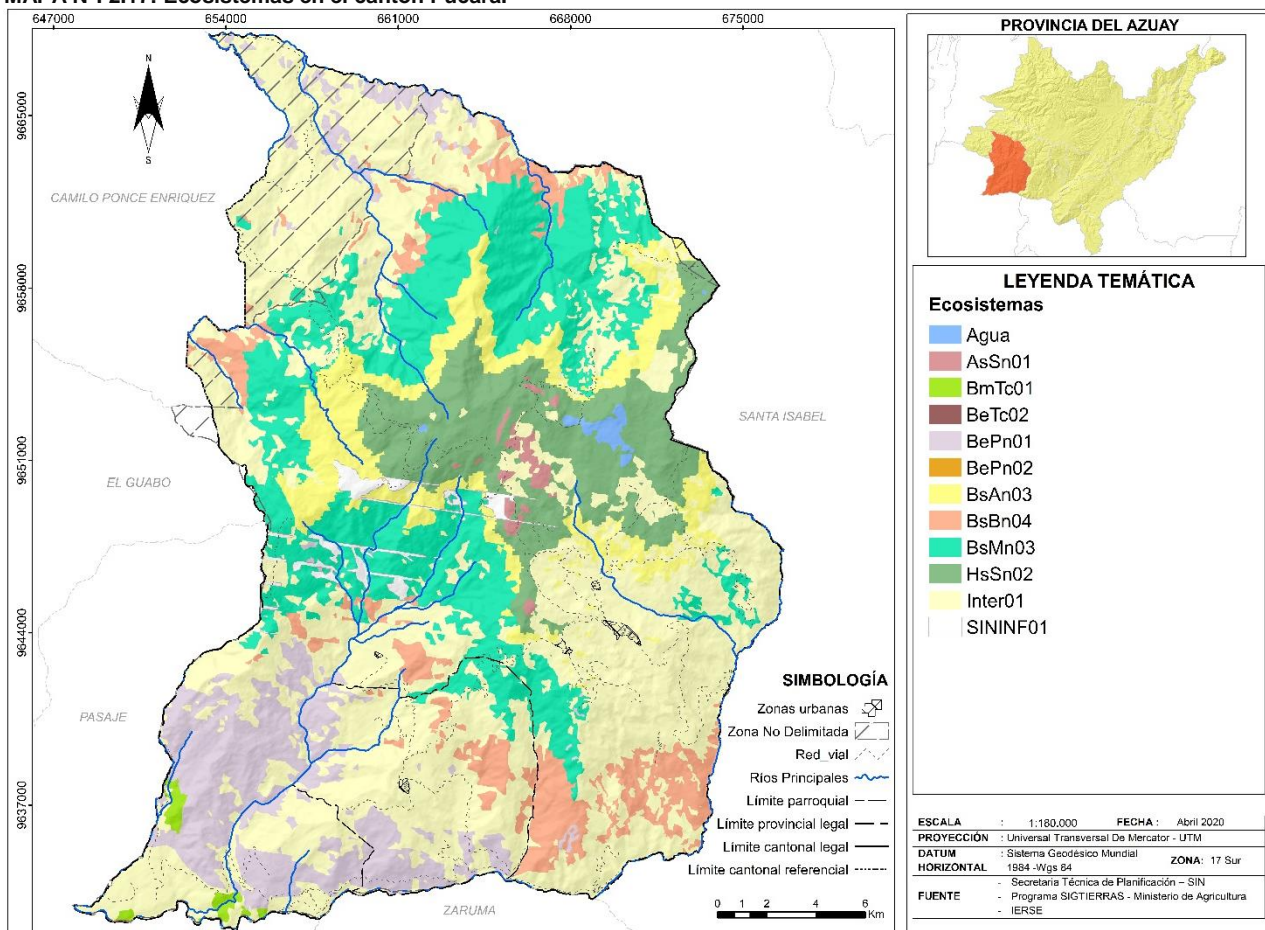 MAPA N°. 2.17: Ecosistemas en el cantón Pucará.
647000
654000
661000
668000
675000
9665000
9658000
9651000
9644000
9637000
N
S
CAMILO PONCE ENRIQUEZ
SANTA ISABEL
EL GUABO
PASAJE
ZARUMA
SIMBOLOGÍA
Zonas urbanas
Zona No Delimitada
Red_vial
Ríos Principales
Límite parroquial
Límite provincial legal
Límite cantonal legal
Límite cantonal referencial
0 1 2 4 6
Km
PROVINCIA DEL AZUAY
LEYENDA TEMÁTICA
Ecosistemas
Agua
AsSn01
BmTc01
BeTc02
BePn01
BePn02
BsAn03
BsBn04
BsMn03
HsSn02
Inter01
SININF01
ESCALA : 1:180.000 FECHA : Abril 2020
PROYECCIÓN : Universal Transversal De Mercator - UTM
DATUM HORIZONTAL : Sistema Geodésico Mundial 1984 -Wgs 84 ZONA: 17 Sur
FUENTE - Secretaria Técnica de Planificación – SIN
- Programa SIGTIERRAS - Ministerio de Agricultura
- IERSE